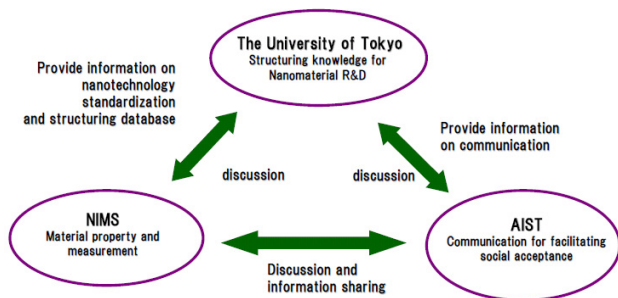 The University of Tokyo
Structuring knowledge for
Nanomaterial R&D
Provide information on
nanotechnology
standardization
and structuring database
Provide information
on communication
discussion
discussion
NIMS
Material property and
measurement
AIST
Communication for facilitating
social acceptance
Discussion and
information sharing